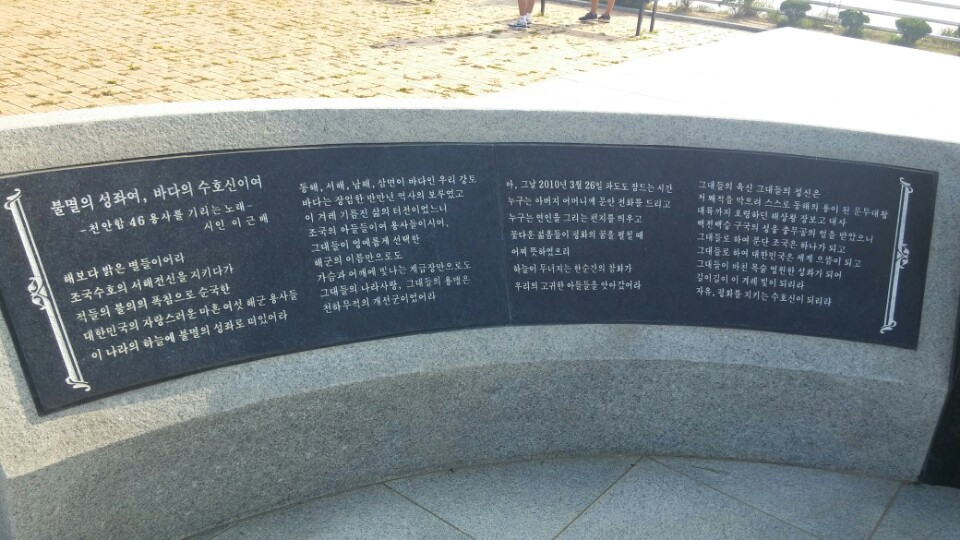 불멸의 성좌여, 바다의 수호신이여
-천안함 46 용사를 기리는 노래-
시인 이 근 배
해보다 밝은 별들이어라
조국수호의 서해전선을 지키다가
적들의 불의의 폭침으로 순국한
대한민국의 자랑스러운 마흔 여섯 해군 용사들
이 나라의 하늘에 불멸의 성좌로 떠있어라
동해, 서해, 남해, 삼면이 바다인 우리 강토
바다는 장엄한 반만년 역사의 보루였고
이 겨레 기름진 삶의 터전이었느니
조국의 아들들이여 용사들이시여,
그대들이 영예롭게 선택한
해군의 이름만으로도
가슴과 어깨에 빛나는 계급장만으로도
그대들의 나라사랑, 그대들의 용맹은
천하무적의 개선군이었어라
아, 그날 2010년 3월 26일 파도도 잠드는 시간
누구는 아버지 어머니께 문안 전화를 드리고
누구는 연인을 그리는 편지를 띄우고
꽃다운 젊음들이 평화의 꿈을 펼칠 때
어찌 뜻하였으리
하늘이 무너지는 한순간의 참화가
우리의 고귀한 아들들을 앗아갔어라
그대들의 육신 그대들의 정신은
저 왜적을 막으려 스스로 동해의 용이 된 문무대왕
대륙까지 호령하던 해상왕 장보고 대사
백전백승 구국의 성웅 충무공의 얼을 받았으니
그대들로 하여 분단 조국은 하나가 되고
그대들로 하여 대한민국은 세계 으뜸이 되고
그대들이 바친 목숨 영원한 성좌가 되어
길이길이 이 겨레 빛이 되리라
자유, 평화를 지키는 수호신이 되리라